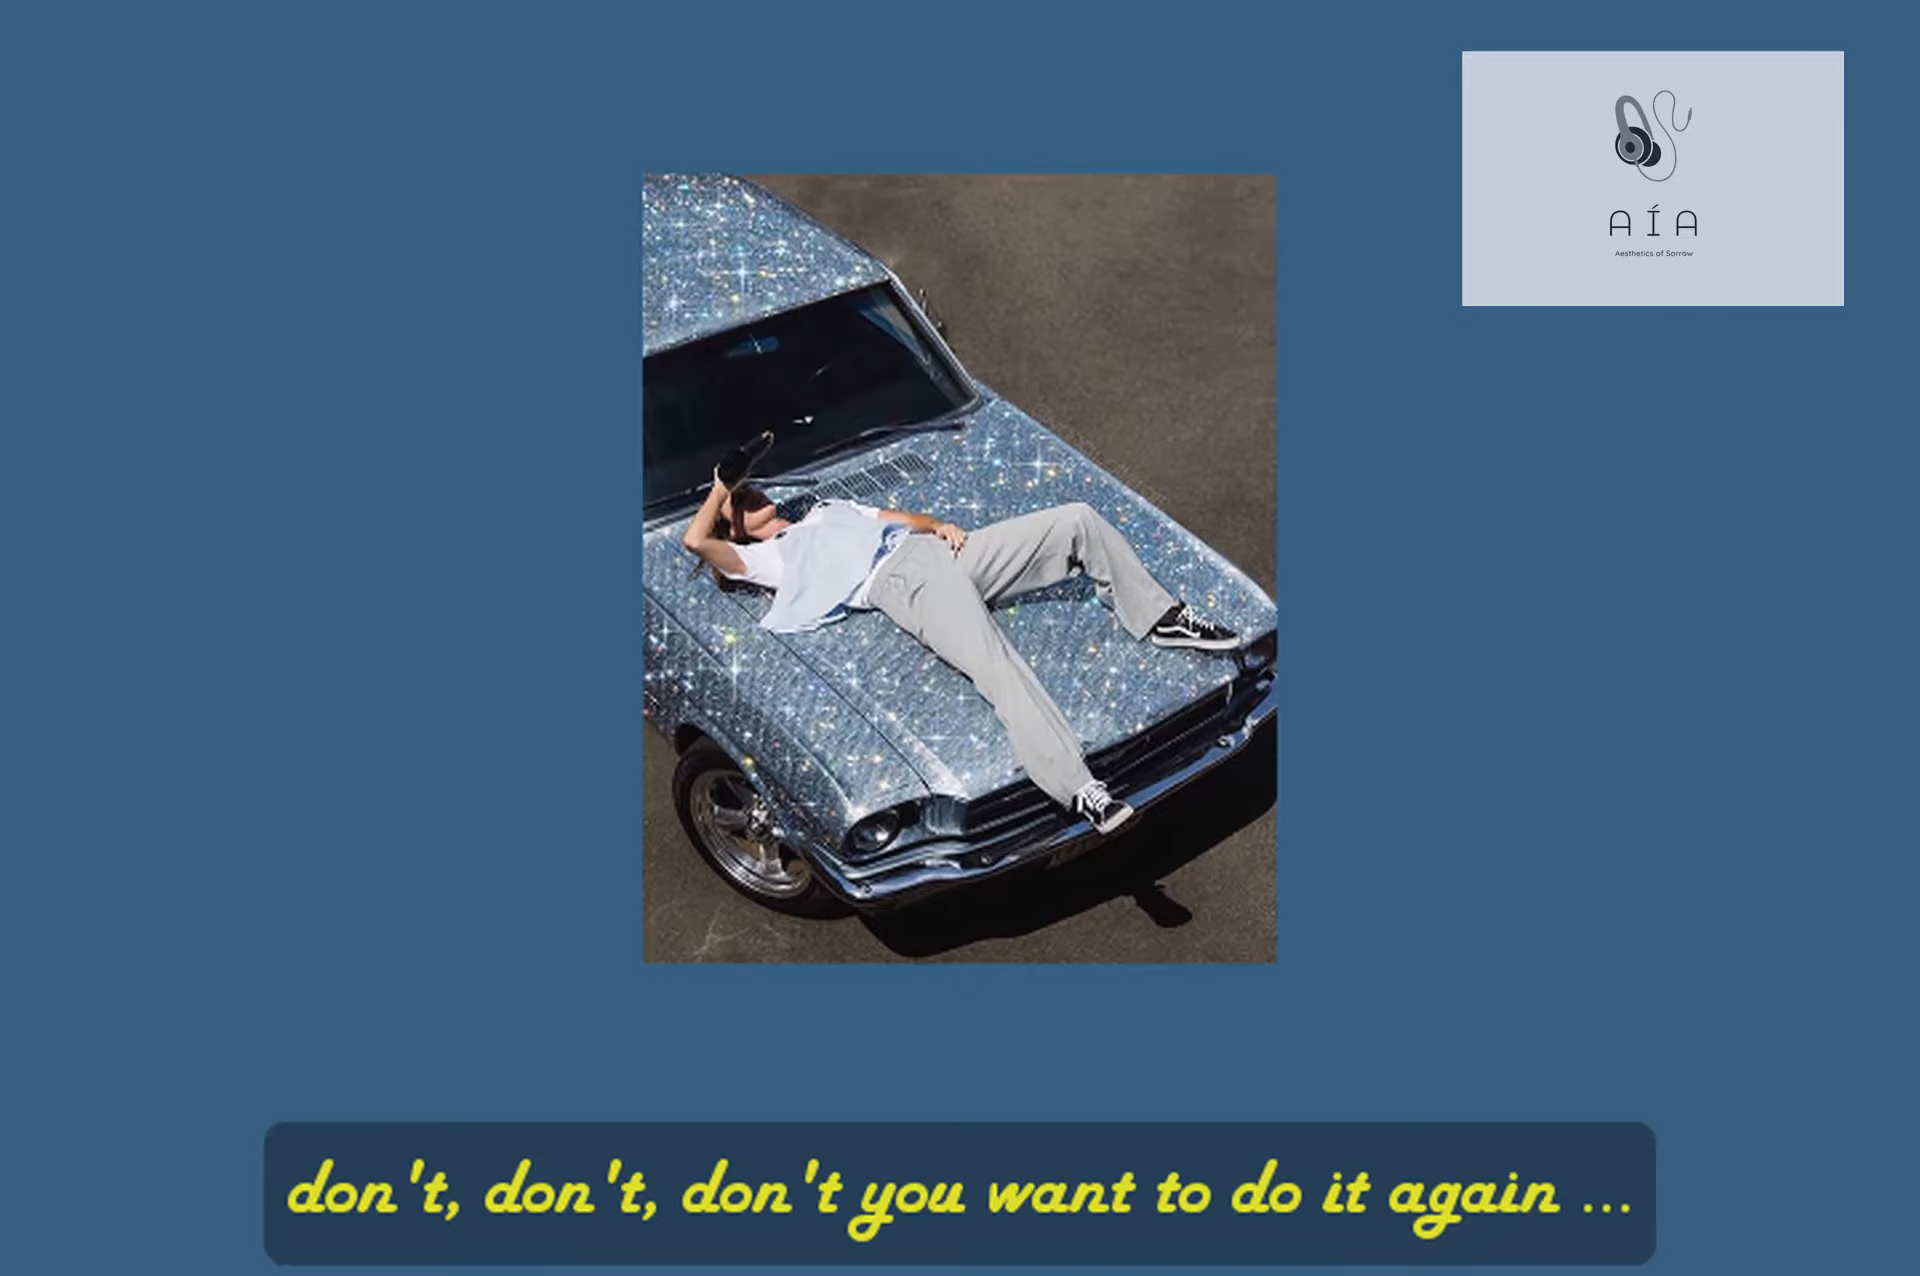 AÍA
Aesthetics of Sorrow
don't, don't, don't you want to do it again ...